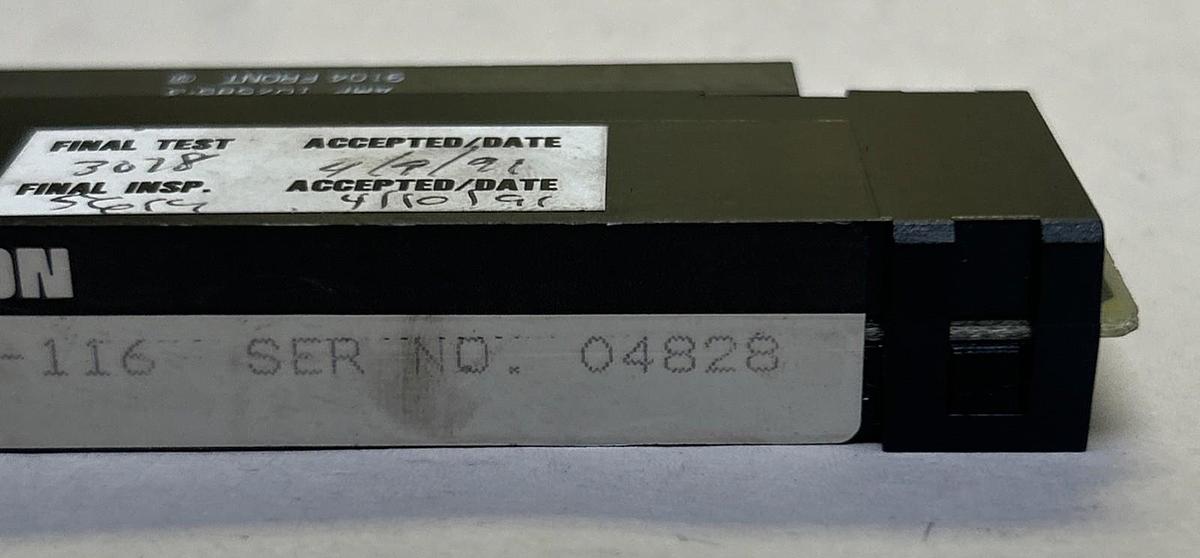 9104 FRONT
FINAL TEST ACCEPTED/DATE
3078 4/9/91
FINAL INSP. ACCEPTED/DATE
4/10/91
ON
-116 SER NO. 04828